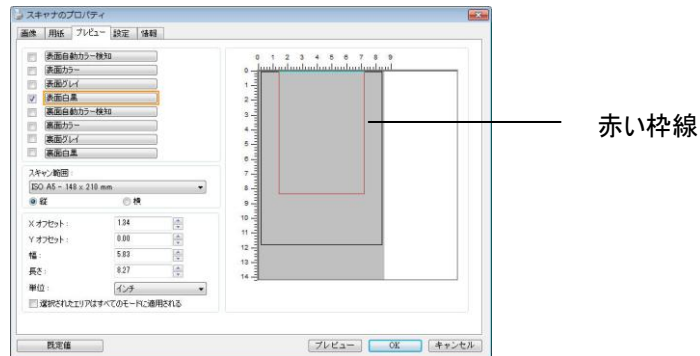 スキャナのプロパティ
画像 用紙 プレビュー 設定 情報
表面自動カラー検知
表面カラー
表面グレイ
表面白黒
裏面自動カラー検知
裏面カラー
裏面グレイ
裏面白黒
スキャン範囲:
ISO A5 - 148 x 210 mm
縦 横
X オフセット: 1.34
Y オフセット: 0.00
幅: 5.83
長さ: 8.27
単位: インチ
選択されたエリアはすべてのモードに適用される
0 1 2 3 4 5 6 7 8 9
0
1
2
3
4
5
6
7
8
9
10
11
12
13
14
赤い枠線
既定値 プレビュー OK キャンセル